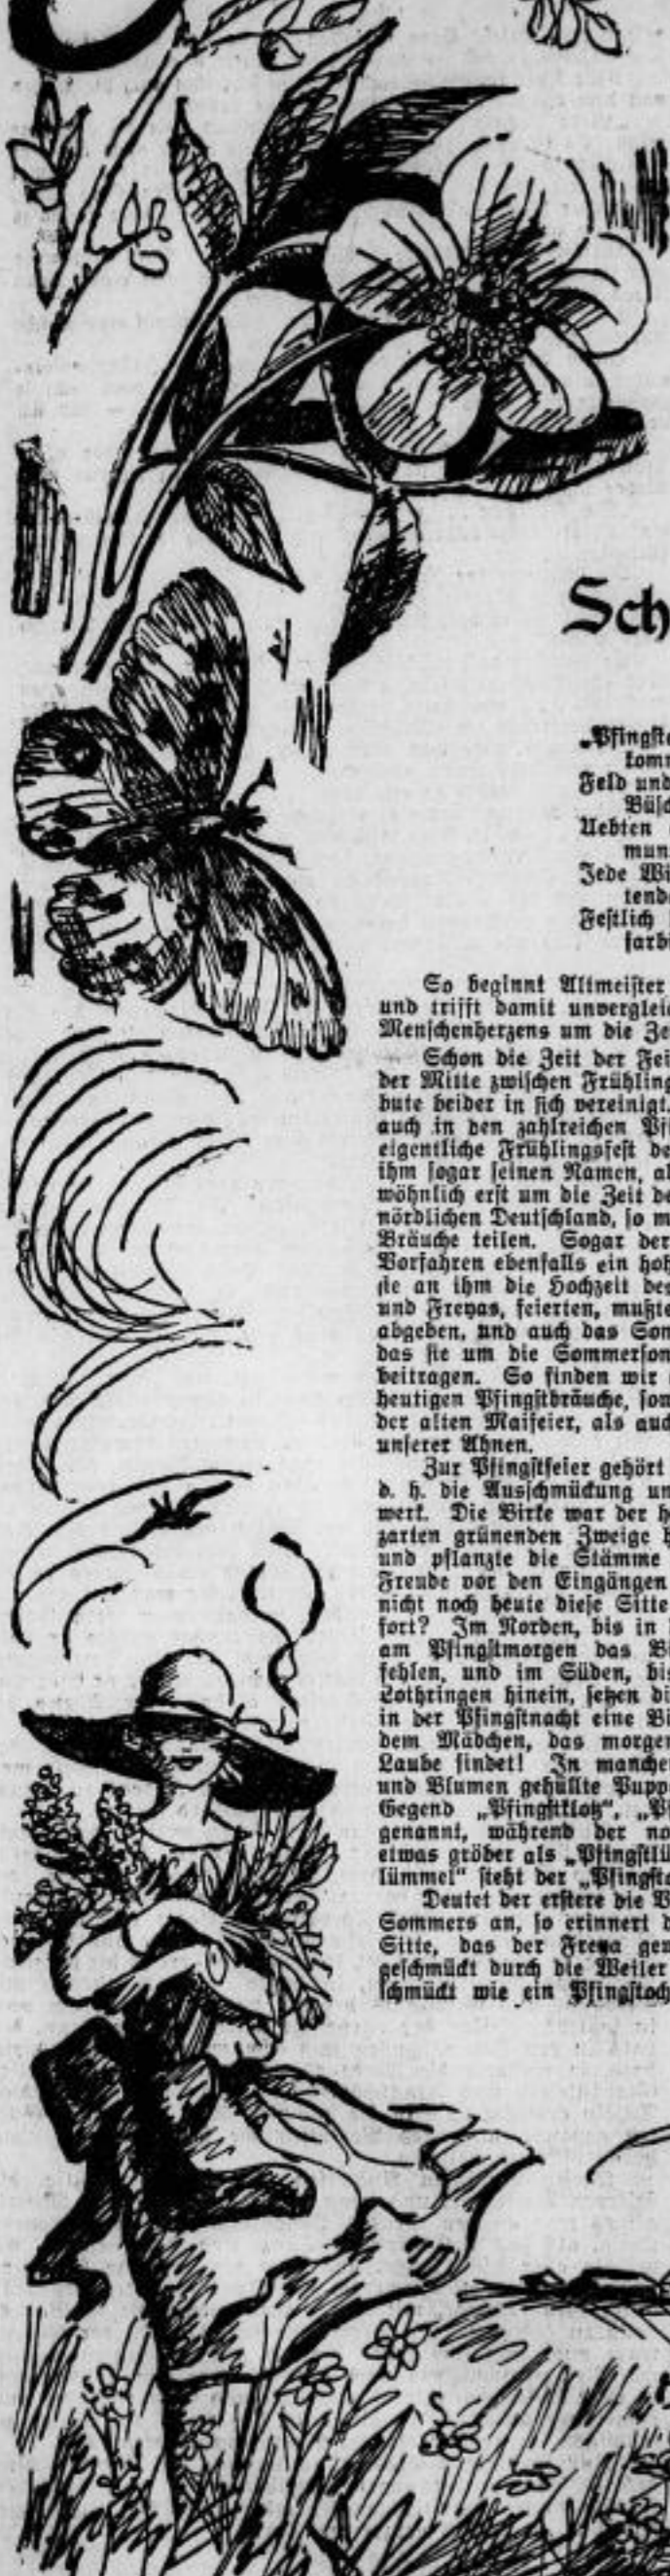 Sch
„Pfingste
komm
Feld und
Büsc
Uebten
mun
Jede Wi
tend
Festlich
farbi
So beginnt Altmeister
und trifft damit unvergleic
Menschenherzens um die Ze
Schon die Zeit der Fei
der Mitte zwischen Frühling
bute beider in sich vereinigt.
auch in den zahlreichen Pfi
eigentliche Frühlingsfest de
ihm sogar seinen Namen, al
wöhnlich erst um die Zeit de
nördlichen Deutschland, so m
Bräuche teilen. Sogar der
Vorfahren ebenfalls ein hoh
sie an ihm die Hochzeit des
und Freyas, feierten, mußte
abgeben, und auch das Son
das sie um die Sommerson
beitragen. So finden wir
heutigen Pfingstbräuche, son
der alten Maifeier, als auch
unserer Ahnen.
Zur Pfingstfeier gehört
d. h. die Ausschmückung un
werk. Die Birke war der h
zarten grünenden Zweige h
und pflanzte die Stämme
Freude vor den Eingängen
nicht noch heute diese Sitte
fort? Im Norden, bis in
am Pfingstmorgen das Bi
fehlen, und im Süden, bis
Lothringen hinein, setzen di
in der Pfingstnacht eine Bi
dem Mädchen, das morgen
Laube findet! In manche
und Blumen gehüllte Pupp
Gegend „Pfingstklotz“, „Pf
genannt, während der no
etwas gröber als „Pfingstlü
lümmel“ steht der „Pfingsto
Deutet der erstere die B
Sommers an, so erinnert d
Sitte, das der Freya gew
geschmückt durch die Weiler
schmückt wie ein Pfingstoch